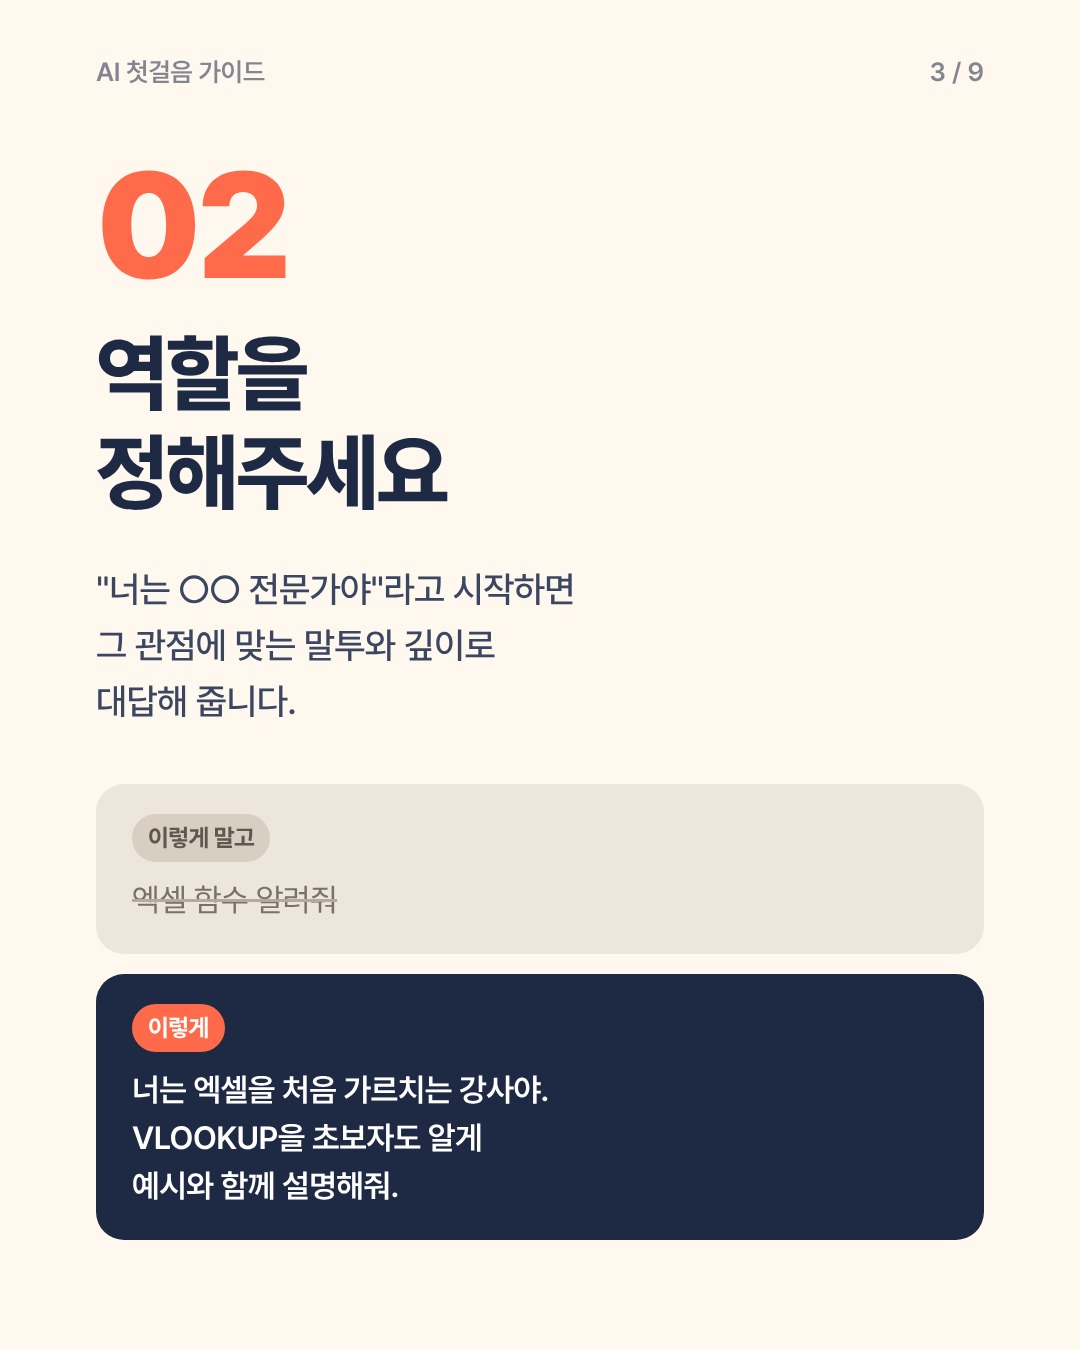 AI 첫걸음 가이드
3 / 9
02
역할을
정해주세요
"너는 ○○ 전문가야"라고 시작하면
그 관점에 맞는 말투와 깊이로
대답해 줍니다.
이렇게 말고
엑셀 함수 알려줘
이렇게
너는 엑셀을 처음 가르치는 강사야.
VLOOKUP을 초보자도 알게
예시와 함께 설명해줘.